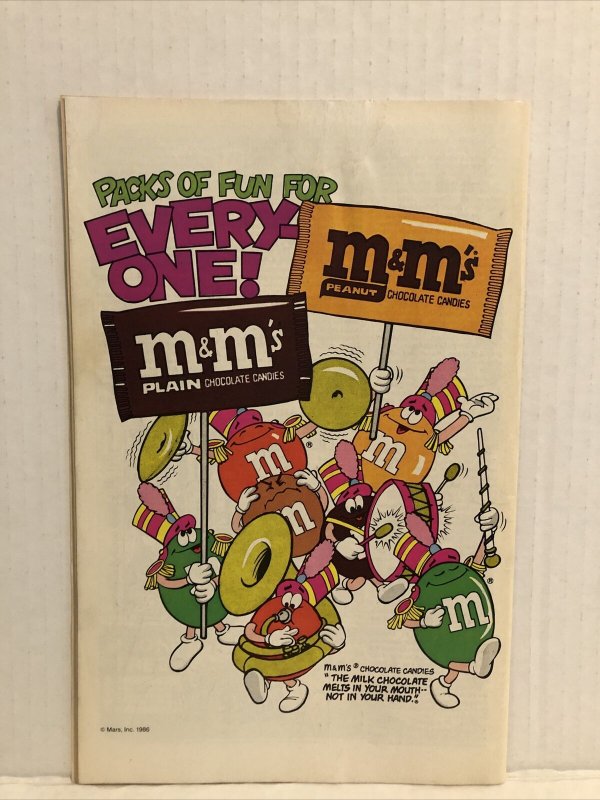 PACKS OF FUN FOR
EVERY-
ONE!
m&m's
PEANUT CHOCOLATE CANDIES
m&m's
PLAIN CHOCOLATE CANDIES
m
®
m
n
m
®
m&m's ® CHOCOLATE CANDIES
"THE MILK CHOCOLATE
MELTS IN YOUR MOUTH--
NOT IN YOUR HAND."®
© Mars, Inc. 1986